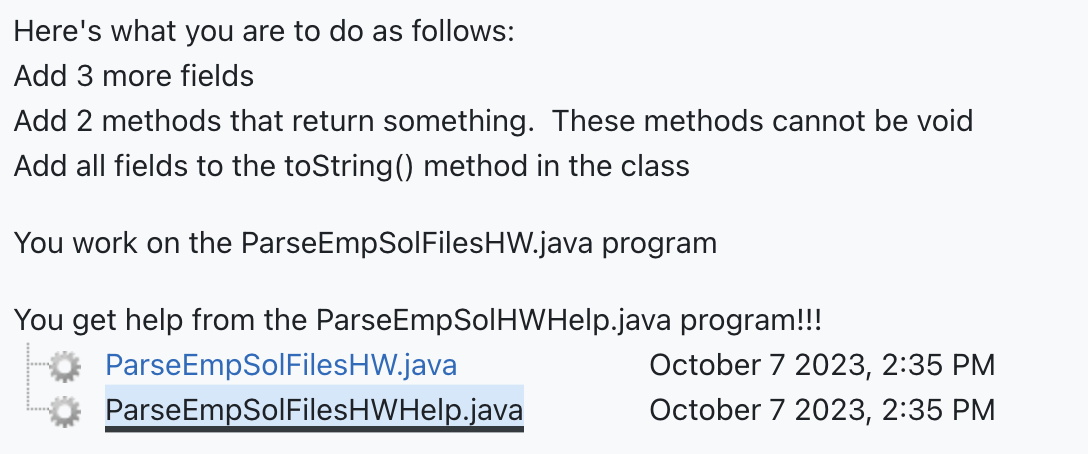 Here's what you are to do as follows:
Add 3 more fields
Add 2 methods that return something.  These methods cannot be void
Add all fields to the toString() method in the class
You work on the ParseEmpSolFilesHW.java program
You get help from the ParseEmpSolHWHelp.java program!!!
ParseEmpSolFilesHW.java October 7 2023, 2:35 PM
ParseEmpSolFilesHWHelp.java October 7 2023, 2:35 PM